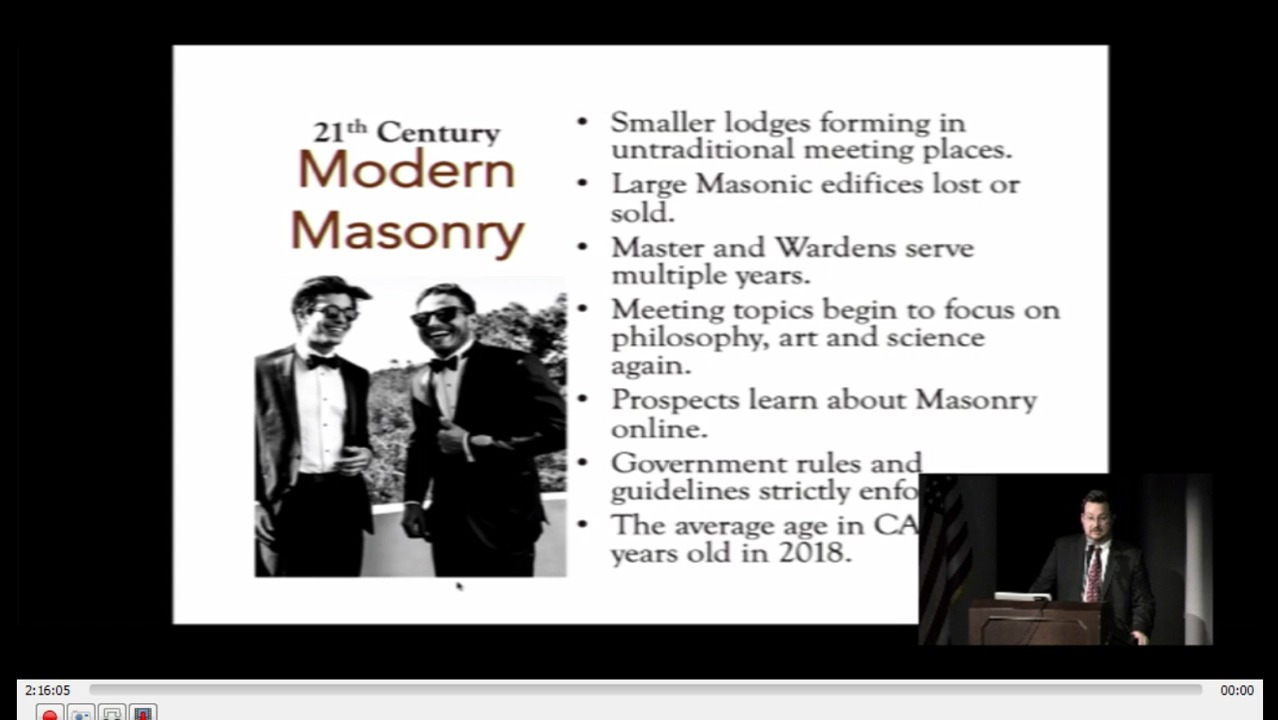 21th Century
Modern
Masonry
• Smaller lodges forming in
untraditional meeting places.
• Large Masonic edifices lost or
sold.
• Master and Wardens serve
multiple years.
• Meeting topics begin to focus on
philosophy, art and science
again.
• Prospects learn about Masonry
online.
• Government rules and
guidelines strictly
• The average age in CA
years old in 2018.
2:16:05
00:00